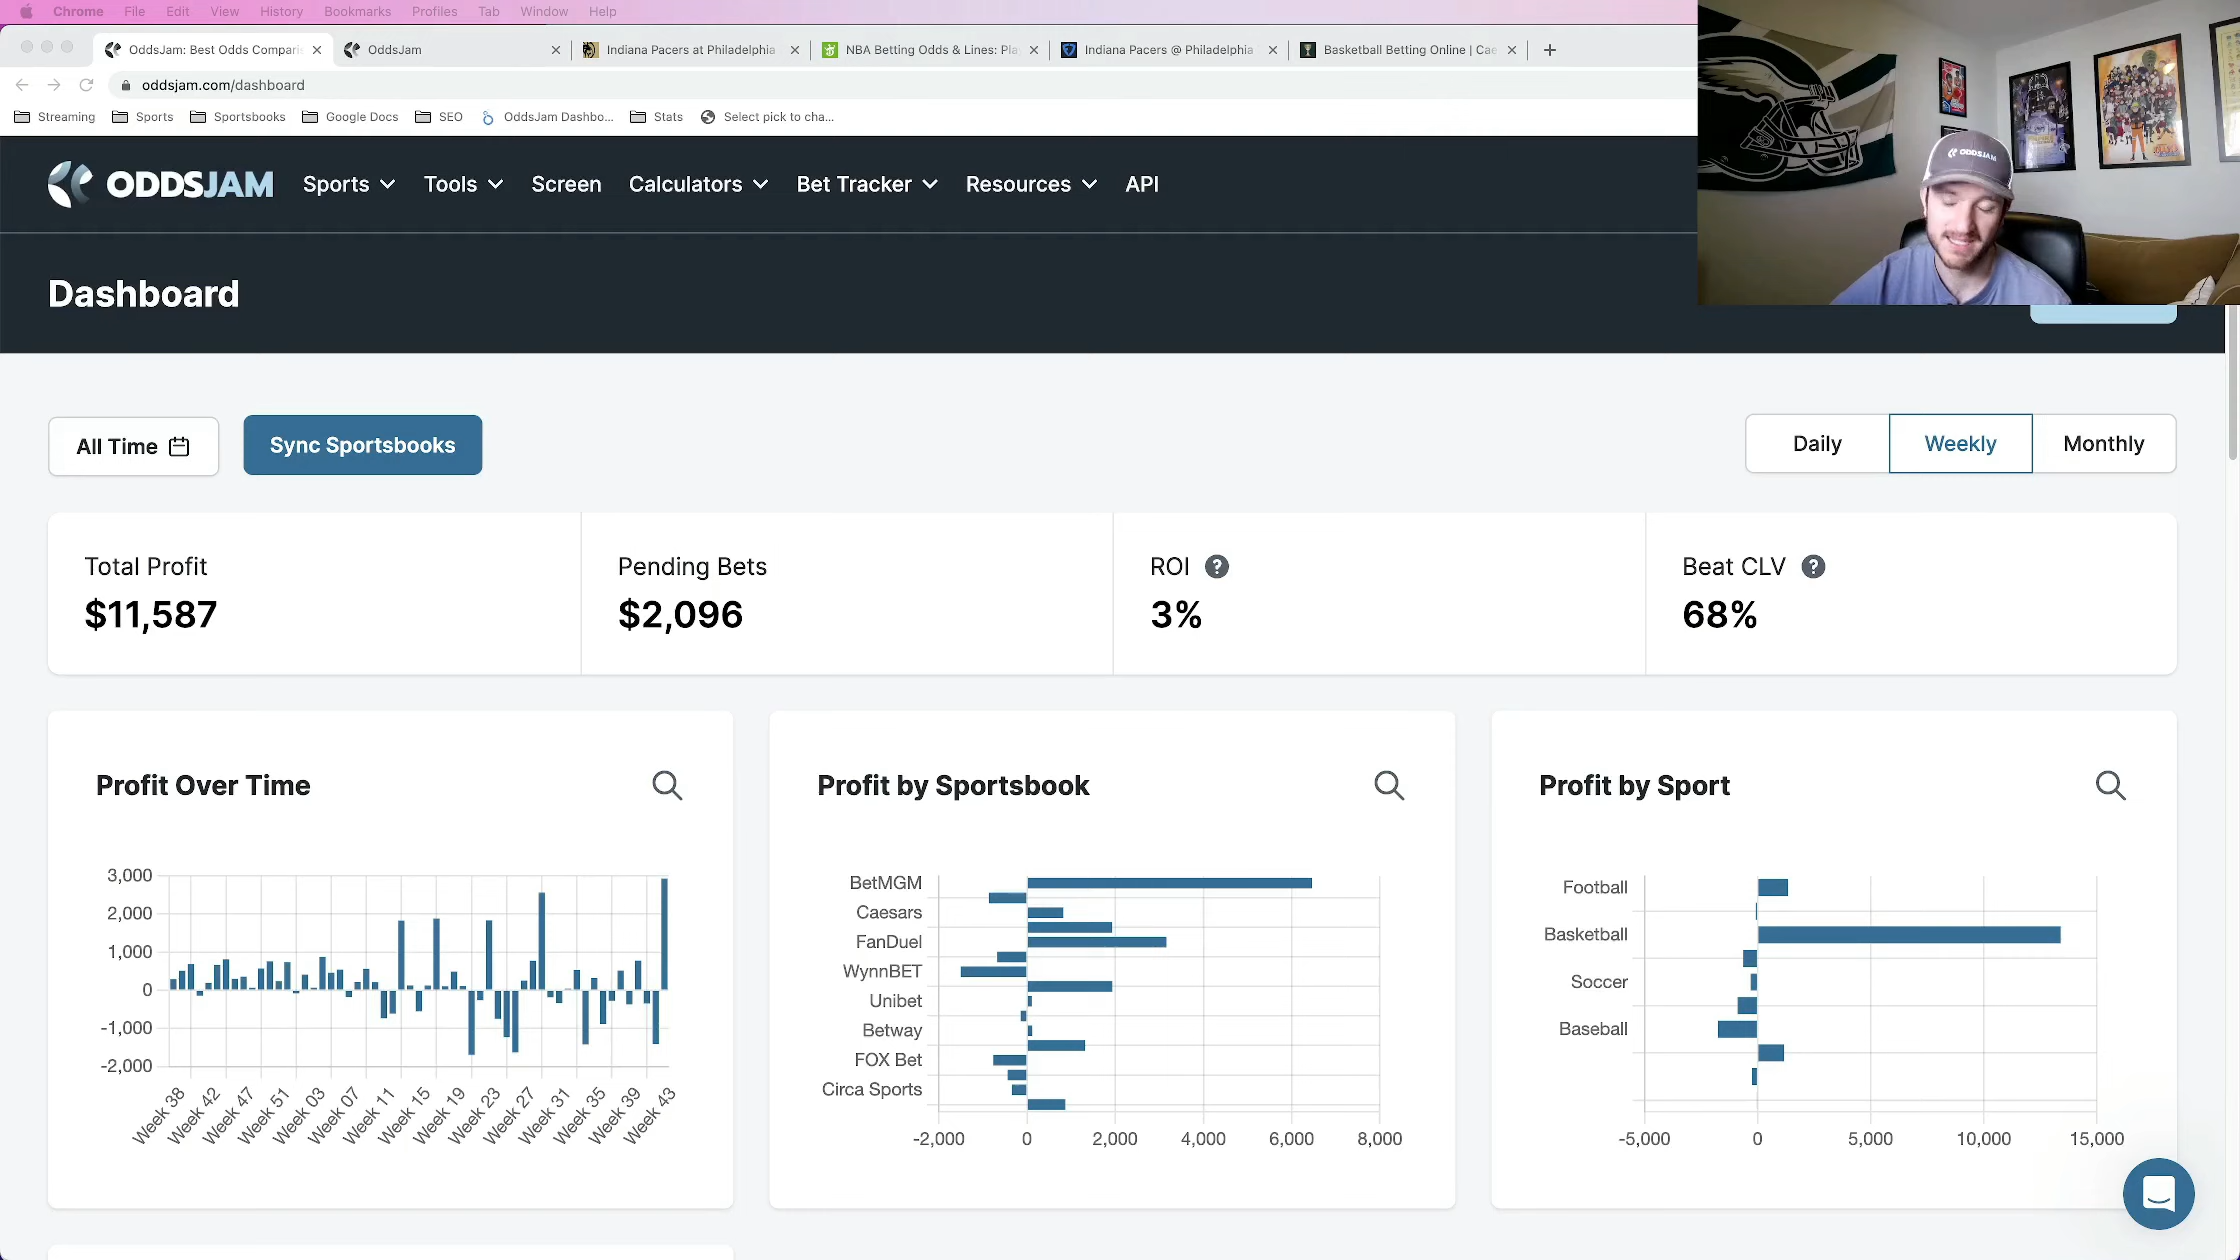 Chrome File Edit View History Bookmarks Profiles Tab Window Help
OddsJam: Best Odds Compari
OddsJam
Indiana Pacers at Philadelphia
NBA Betting Odds & Lines: Pla
Indiana Pacers @ Philadelphia
Basketball Betting Online | Cae
oddsjam.com/dashboard
Streaming Sports Sportsbooks Google Docs SEO OddsJam Dashbo... Stats Select pick to cha...
ODDSJAM
ODDSJAM Sports Tools Screen Calculators Bet Tracker Resources API
Dashboard
All Time Sync Sportsbooks Daily Weekly Monthly
Total Profit Pending Bets ROI ? Beat CLV ?
$11,587 $2,096 3% 68%
Profit Over Time
3,000
2,000
1,000
0
-1,000
-2,000
Week 38 Week 42 Week 47 Week 51 Week 03 Week 07 Week 11 Week 15 Week 19 Week 23 Week 27 Week 31 Week 35 Week 39 Week 43
Profit by Sportsbook
BetMGM
Caesars
FanDuel
WynnBET
Unibet
Betway
FOX Bet
Circa Sports
-2,000 0 2,000 4,000 6,000 8,000
Profit by Sport
Football
Basketball
Soccer
Baseball
-5,000 0 5,000 10,000 15,000